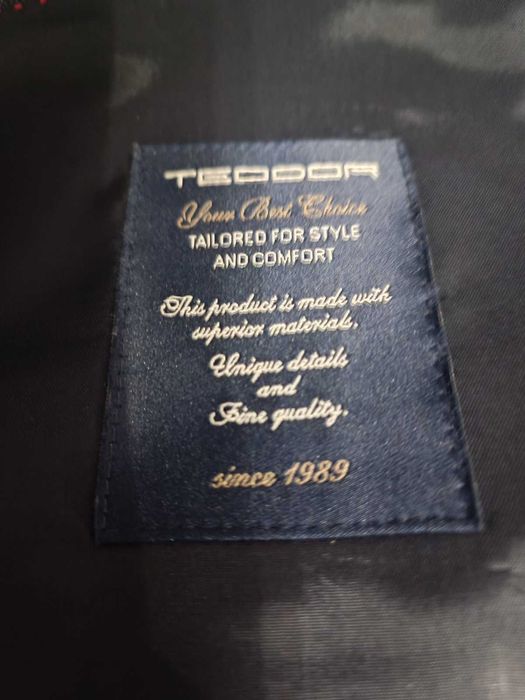 TEODOR
Your Best Choice
TAILORED FOR STYLE
AND COMFORT
This product is made with
superior materials.
Unique details
and
Fine quality.
since 1989